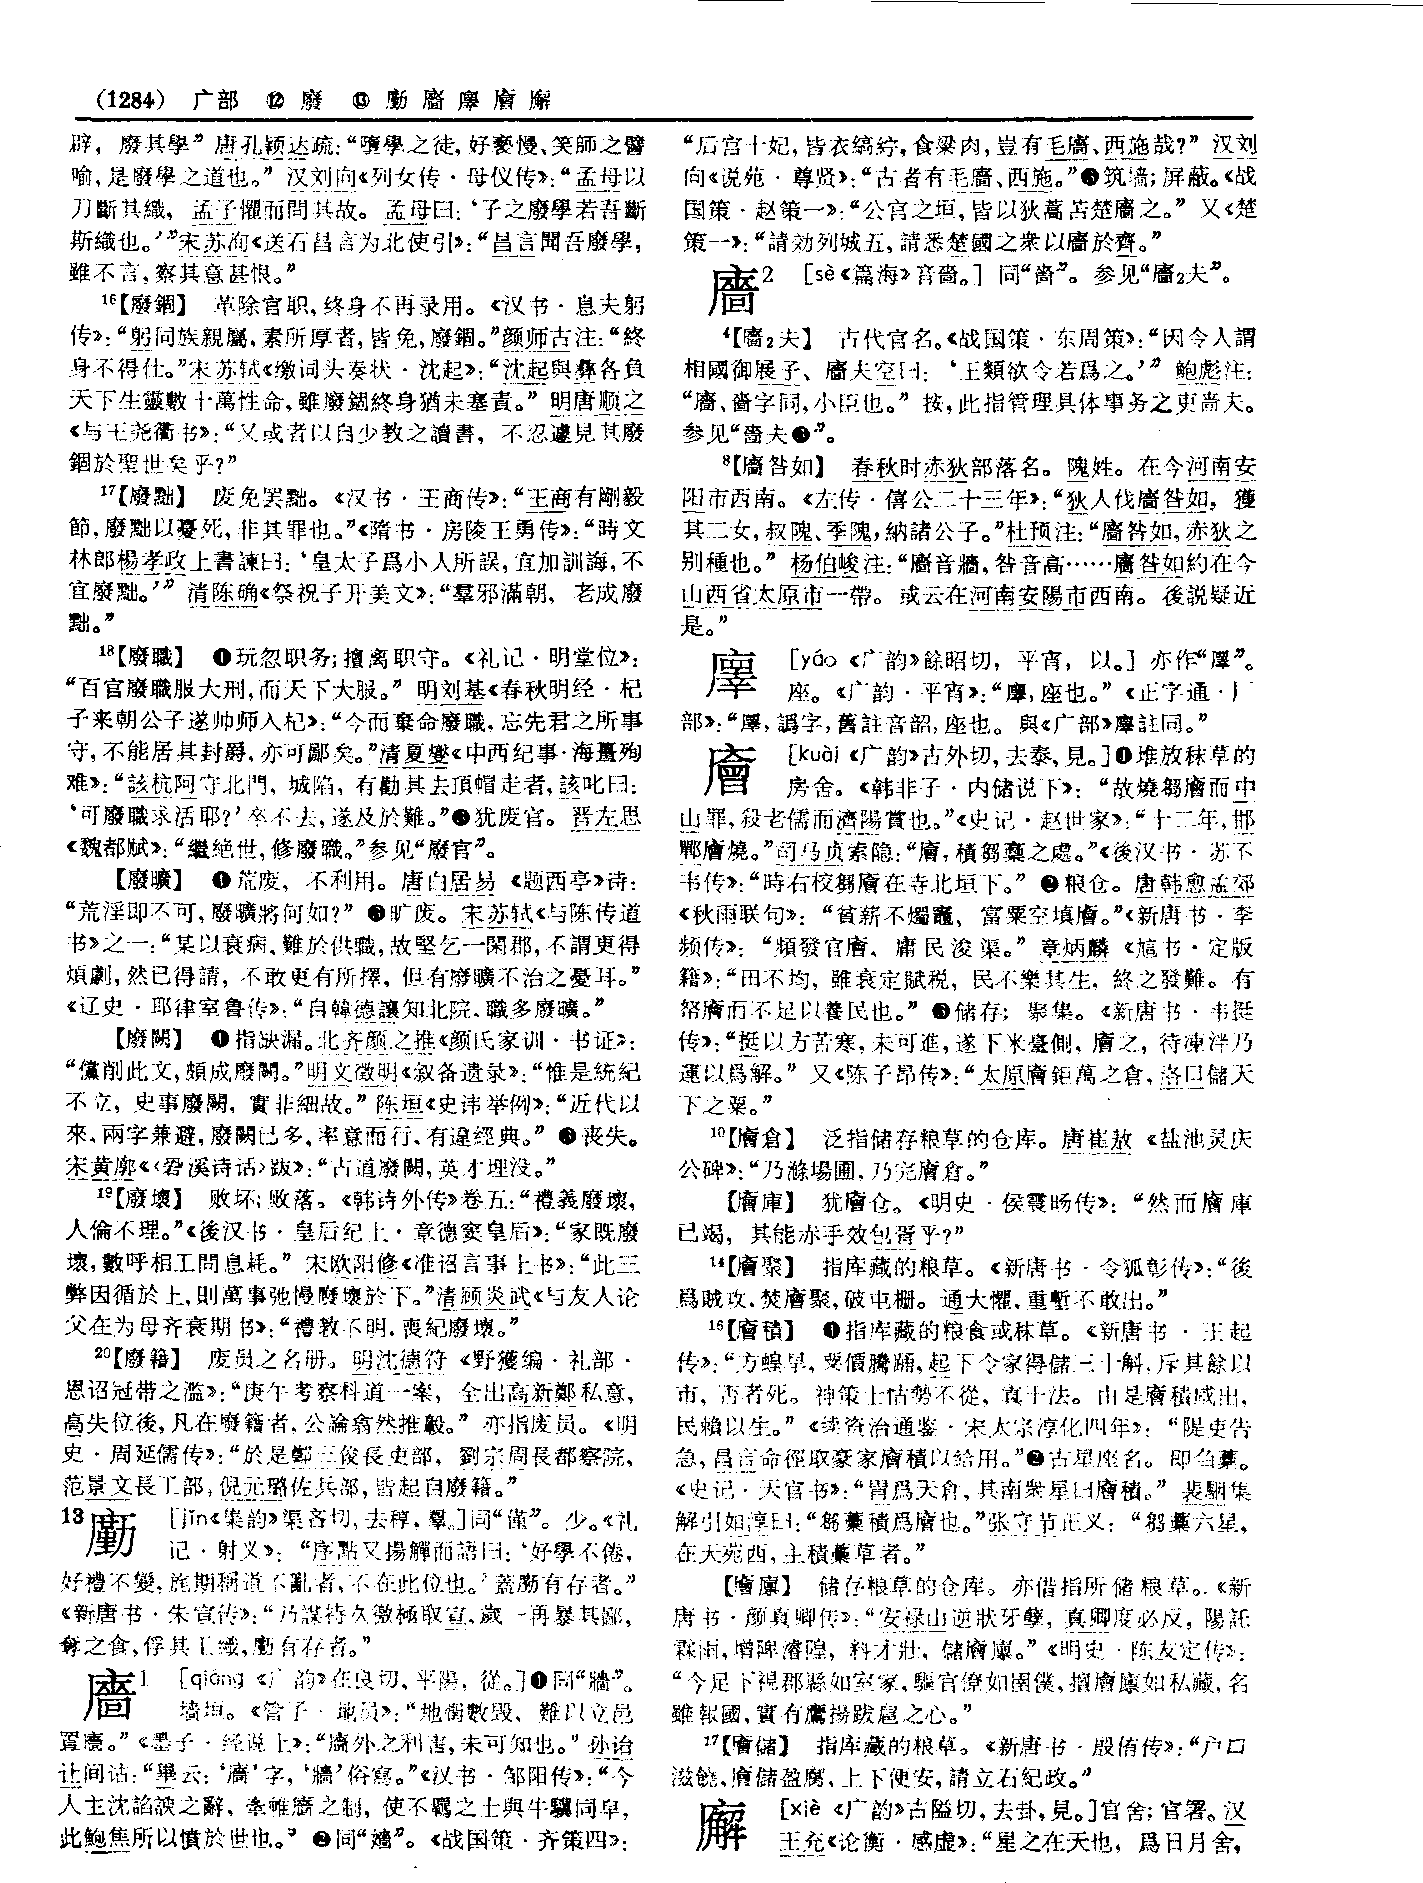 (1284) 广部 ⑫廢 ⑬廑廧㢒廥廨
辟，廢其學”唐孔颖达疏：“墮學之徒，好褻慢、笑師之譬
喻，是廢學之道也。”汉刘向《列女传·母仪传》：“孟母以
刀斷其織，孟子懼而問其故。孟母曰：‘子之廢學若吾斷
斯織也。’”宋苏洵《送石昌言为北使引》：“昌言聞吾廢學，
雖不言，察其意甚恨。”
16【廢錮】 革除官职，终身不再录用。《汉书·息夫躬
传》：“躬同族親屬，素所厚者，皆免，廢錮。”颜师古注：“終
身不得仕。”宋苏轼《缴词头奏状·沈起》：“沈起與彝各負
天下生靈數十萬性命，雖廢錮終身猶未塞責。”明唐顺之
《与王尧衢书》：“又或者以自少教之讀書，不忍遽見其廢
錮於聖世矣乎？”
17【廢黜】 废免罢黜。《汉书·王商传》：“王商有剛毅
節，廢黜以憂死，非其罪也。”《隋书·房陵王勇传》：“時文
林郎楊孝政上書諫曰：‘皇太子爲小人所誤，宜加訓誨，不
宜廢黜。’”清陈确《祭祝子开美文》：“羣邪滿朝，老成廢
黜。”
18【廢職】 ❶玩忽职务；擅离职守。《礼记·明堂位》：
“百官廢職服大刑，而天下大服。”明刘基《春秋明经·杞
子来朝公子遂帅师入杞》：“今而棄命廢職，忘先君之所事
守，不能居其封爵，亦可鄙矣。”清夏燮《中西纪事·海疆殉
难》：“該杭阿守北門，城陷，有勸其去頂帽走者，該叱曰：
‘可廢職求活耶？’卒不去，遂及於難。”❷犹废官。晋左思
《魏都赋》：“繼絶世，修廢職。”参见“廢官”。
【廢曠】 ❶荒废，不利用。唐白居易《题西亭》诗：
“荒淫即不可，廢曠將何如？”❷旷废。宋苏轼《与陈传道
书》之一：“某以衰病，難於供職，故堅乞一閑郡，不謂更得
煩劇，然已得請，不敢更有所擇，但有廢曠不治之憂耳。”
《辽史·耶律室鲁传》：“自韓德讓知北院，職多廢曠。”
【廢闕】 ❶指缺漏。北齐颜之推《颜氏家训·书证》：
“儻削此文，頗成廢闕。”明文徵明《叙备遗录》：“惟是統紀
不立，史事廢闕，實非細故。”陈垣《史讳举例》：“近代以
來，兩字兼避，廢闕已多，率意而行，有違經典。”❷丧失。
宋黄廓《〈䂬溪诗话〉跋》：“古道廢闕，英才埋没。”
19【廢壞】 败坏；败落。《韩诗外传》卷五：“禮義廢壞，
人倫不理。”《後汉书·皇后纪上·章德窦皇后》：“家既廢
壞，數呼相工問息耗。”宋欧阳修《准诏言事上书》：“此三
弊因循於上，則萬事弛慢廢壞於下。”清顾炎武《与友人论
父在为母齐衰期书》：“禮教不明，喪紀廢壞。”
20【廢籍】 废员之名册。明沈德符《野獲编·礼部·
恩诏冠带之滥》：“庚午考察科道一案，全出高新鄭私意，
高失位後，凡在廢籍者，公論翕然推轂。”亦指废员。《明
史·周延儒传》：“於是鄭三俊長吏部，劉宗周長都察院，
范景文長工部，倪元璐佐兵部，皆起自廢籍。”
13 廑 [jǐn《集韵》渠吝切，去稕，羣。]同“僅”。少。《礼
记·射义》：“序點又揚觶而語曰：‘好學不倦，
好禮不變，旄期稱道不亂者，不在此位也。’蓋廑有存者。”
《新唐书·朱宣传》：“乃謀待久徼極取宣，歲一再暴其鄙，
奪之食，俘其工織，廑有存者。”
廧1 [qiáng《广韵》在良切，平陽，從。]❶同“牆”。
墙垣。《管子·地员》：“地衝數毁，難以立邑
置廧。”《墨子·经说上》：“廧外之利害，未可知也。”孙诒
让间诂：“畢云：‘廧’字，‘牆’俗寫。”《汉书·邹阳传》：“今
人主沈諂諛之辭，牽帷廧之制，使不羈之士與牛驥同皁，
此鮑焦所以憤於世也。”❷同“嬙”。《战国策·齐策四》：
“后宫十妃，皆衣縞紵，食粱肉，豈有毛廧、西施哉？”汉刘
向《说苑·尊贤》：“古者有毛廧、西施。”❸筑墙；屏蔽。《战
国策·赵策一》：“公宫之垣，皆以狄蒿苫楚廧之。”又《楚
策一》：“請効列城五，請悉楚國之衆以廧於齊。”
廧2 [sè《篇海》音嗇。]同“嗇”。参见“廧2夫”。
4【廧2夫】 古代官名。《战国策·东周策》：“因令人謂
相國御展子、廧夫空曰：‘王類欲令若爲之。’”鲍彪注：
“廧、嗇字同，小臣也。”按，此指管理具体事务之吏啬夫。
参见“嗇夫❸”。
8【廧咎如】 春秋时赤狄部落名。隗姓。在今河南安
阳市西南。《左传·僖公二十三年》：“狄人伐廧咎如，獲
其二女，叔隗、季隗，納諸公子。”杜预注：“廧咎如，赤狄之
别種也。”杨伯峻注：“廧音牆，咎音高……廧咎如約在今
山西省太原市一帶。或云在河南安陽市西南。後説疑近
是。”
㢒 [yáo《广韵》餘昭切，平宵，以。]亦作“㢒”。
座。《广韵·平宵》：“㢒，座也。”《正字通·厂
部》：“㢒，譌字，舊註音韶，座也。與《广部》㢒註同。”
廥 [kuài《广韵》古外切，去泰，見。]❶堆放秣草的
房舍。《韩非子·内储说下》：“故燒芻廥而中
山罪，殺老儒而濟陽賞也。”《史记·赵世家》：“十二年，邯
鄲廥燒。”司马贞索隐：“廥，積芻藁之處。”《後汉书·苏不
韦传》：“時右校芻廥在寺北垣下。”❷粮仓。唐韩愈孟郊
《秋雨联句》：“貧薪不燭竈，富粟空填廥。”《新唐书·李
频传》：“頻發官廥，庸民浚渠。”章炳麟《訄书·定版
籍》：“田不均，雖衰定賦税，民不樂其生，終之發難。有
帑廥而不足以養民也。”❸储存；聚集。《新唐书·韦挺
传》：“挺以方苦寒，未可進，遂下米臺側，廥之，待凍泮乃
運以爲解。”又《陈子昂传》：“太原廥鉅萬之倉，洛口儲天
下之粟。”
10【廥倉】 泛指储存粮草的仓库。唐崔敖《盐池灵庆
公碑》：“乃滌場圃，乃完廥倉。”
【廥庫】 犹廥仓。《明史·侯震旸传》：“然而廥庫
已竭，其能赤手效包胥乎？”
14【廥聚】 指库藏的粮草。《新唐书·令狐彰传》：“後
爲賊攻，焚廥聚，破屯栅。通大懼，重塹不敢出。”
16【廥積】 ❶指库藏的粮食或秣草。《新唐书·王起
传》：“方蝗旱，粟價騰踊，起下令家得儲三十斛，斥其餘以
市，否者死。神策士怙勢不從，寘于法。由是廥積咸出，
民賴以生。”《续资治通鉴·宋太宗淳化四年》：“隄吏告
急，昌言命徑取豪家廥積以給用。”❷古星座名。即刍藁。
《史记·天官书》：“胃爲天倉，其南衆星曰廥積。”裴駰集
解引如淳曰：“芻藁積爲廥也。”张守节正义：“芻藁六星，
在天苑西，主積藁草者。”
【廥廪】 储存粮草的仓库。亦借指所储粮草。《新
唐书·颜真卿传》：“安禄山逆狀牙孽，真卿度必反，陽託
霖雨，增陴濬隍，料才壯，儲廥廪。”《明史·陈友定传》：
“今足下視郡縣如室家，驅官僚如圉僕，擅廥廪如私藏，名
雖報國，實有鷹揚跋扈之心。”
17【廥儲】 指库藏的粮草。《新唐书·殷侑传》：“户口
滋饒，廥儲盈腐，上下便安，請立石紀政。”
廨 [xiè《广韵》古隘切，去卦，見。]官舍；官署。汉
王充《论衡·感虚》：“星之在天也，爲日月舍，